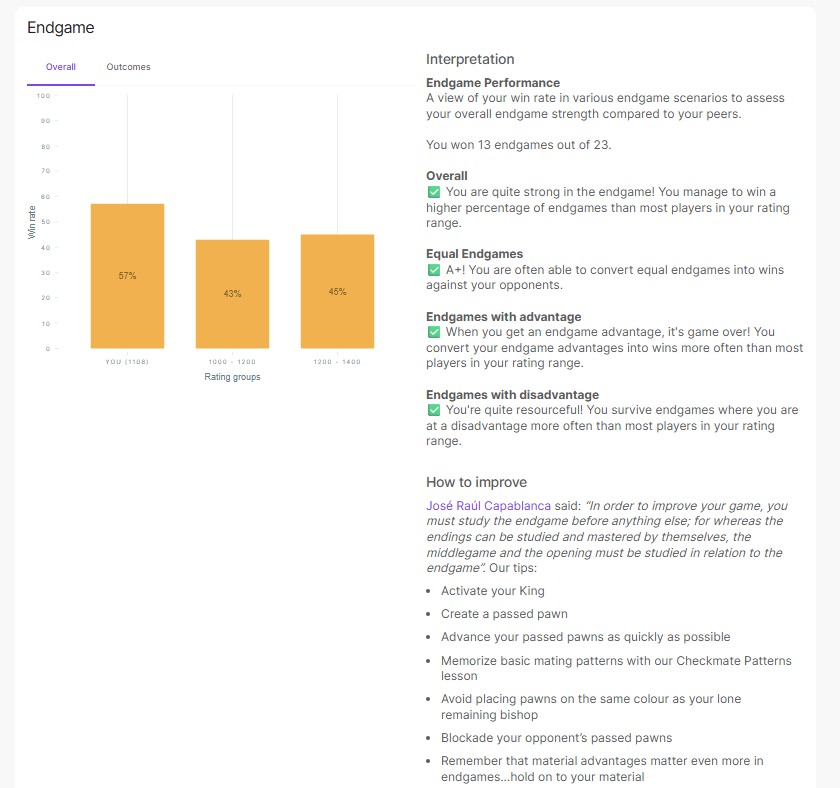 Endgame
Overall
Outcomes
100
90
80
70
60
50
40
30
20
10
0
Win rate
57%
43%
45%
YOU (1108)
1000 - 1200
1200 - 1400
Rating groups
Interpretation
Endgame Performance
A view of your win rate in various endgame scenarios to assess
your overall endgame strength compared to your peers.
You won 13 endgames out of 23.
Overall
✅ You are quite strong in the endgame! You manage to win a
higher percentage of endgames than most players in your rating
range.
Equal Endgames
✅ A+! You are often able to convert equal endgames into wins
against your opponents.
Endgames with advantage
✅ When you get an endgame advantage, it's game over! You
convert your endgame advantages into wins more often than most
players in your rating range.
Endgames with disadvantage
✅ You're quite resourceful! You survive endgames where you are
at a disadvantage more often than most players in your rating
range.
How to improve
José Raúl Capablanca said: “In order to improve your game, you
must study the endgame before anything else; for whereas the
endings can be studied and mastered by themselves, the
middlegame and the opening must be studied in relation to the
endgame”. Our tips:
• Activate your King
• Create a passed pawn
• Advance your passed pawns as quickly as possible
• Memorize basic mating patterns with our Checkmate Patterns
lesson
• Avoid placing pawns on the same colour as your lone
remaining bishop
• Blockade your opponent’s passed pawns
• Remember that material advantages matter even more in
endgames...hold on to your material